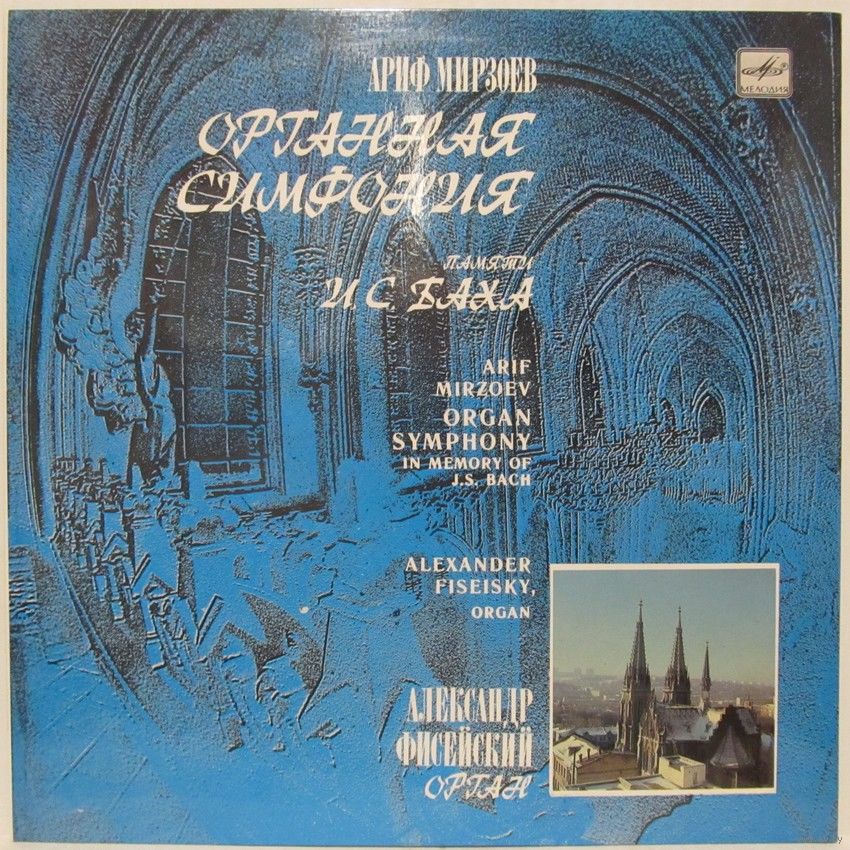 АРИФ МИРЗОЕВ
МЕЛОДИЯ
ОРГАННАЯ
СИМФОНИЯ
ПАМЯТИ
И. С. БАХА
ARIF
MIRZOEV
ORGAN
SYMPHONY
IN MEMORY OF
J.S. BACH
ALEXANDER
FISEISKY,
ORGAN
АЛЕКСАНДР
ФИСЕЙСКИЙ
ОРГАН